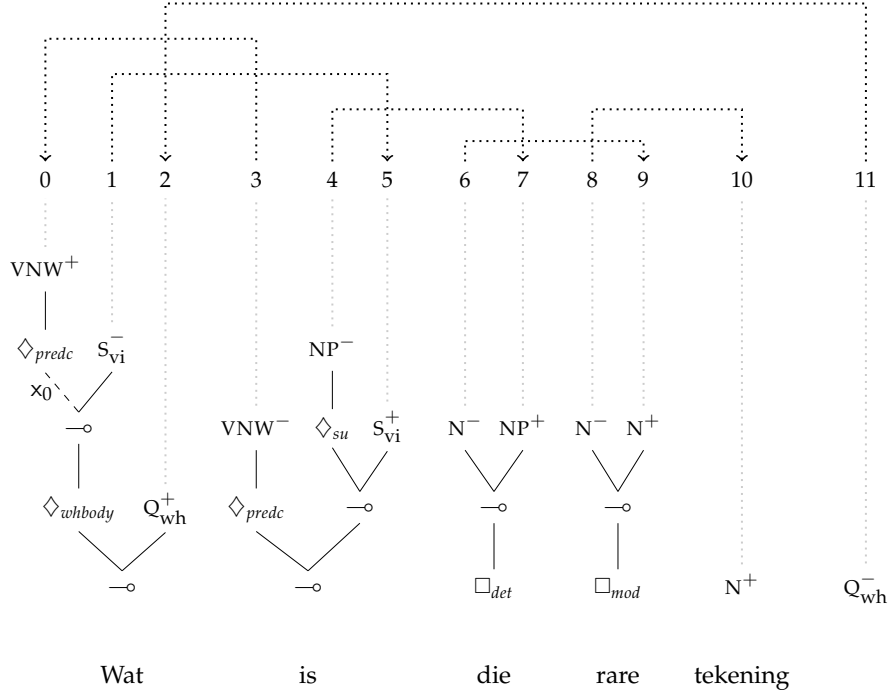 0 1 2 3 4 5 6 7 8 9 10 11
VNW⁺
◇predc S⁻vi NP⁻
x₀
⊸ VNW⁻ ◇su S⁺vi N⁻ NP⁺ N⁻ N⁺
◇whbody Q⁺wh ◇predc ⊸ ⊸ ⊸
⊸ ⊸ □det □mod N⁺ Q⁻wh
Wat is die rare tekening